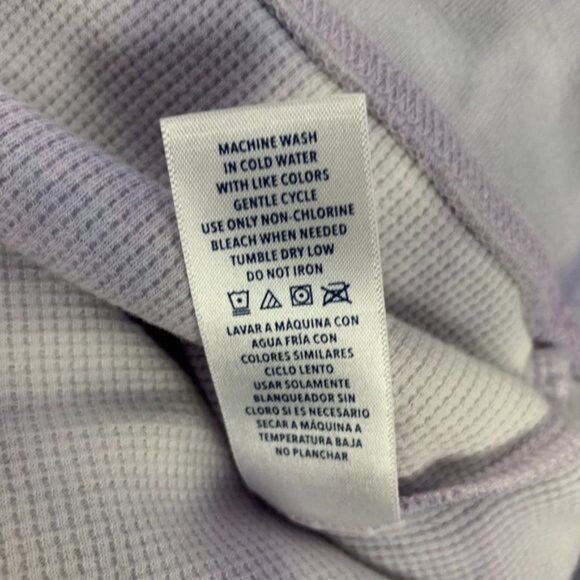 MACHINE WASH
IN COLD WATER
WITH LIKE COLORS
GENTLE CYCLE
USE ONLY NON-CHLORINE
BLEACH WHEN NEEDED
TUMBLE DRY LOW
DO NOT IRON
LAVAR A MÁQUINA CON
AGUA FRÍA CON
COLORES SIMILARES
CICLO LENTO
USAR SOLAMENTE
BLANQUEADOR SIN
CLORO SI ES NECESARIO
SECAR A MÁQUINA A
TEMPERATURA BAJA
NO PLANCHAR